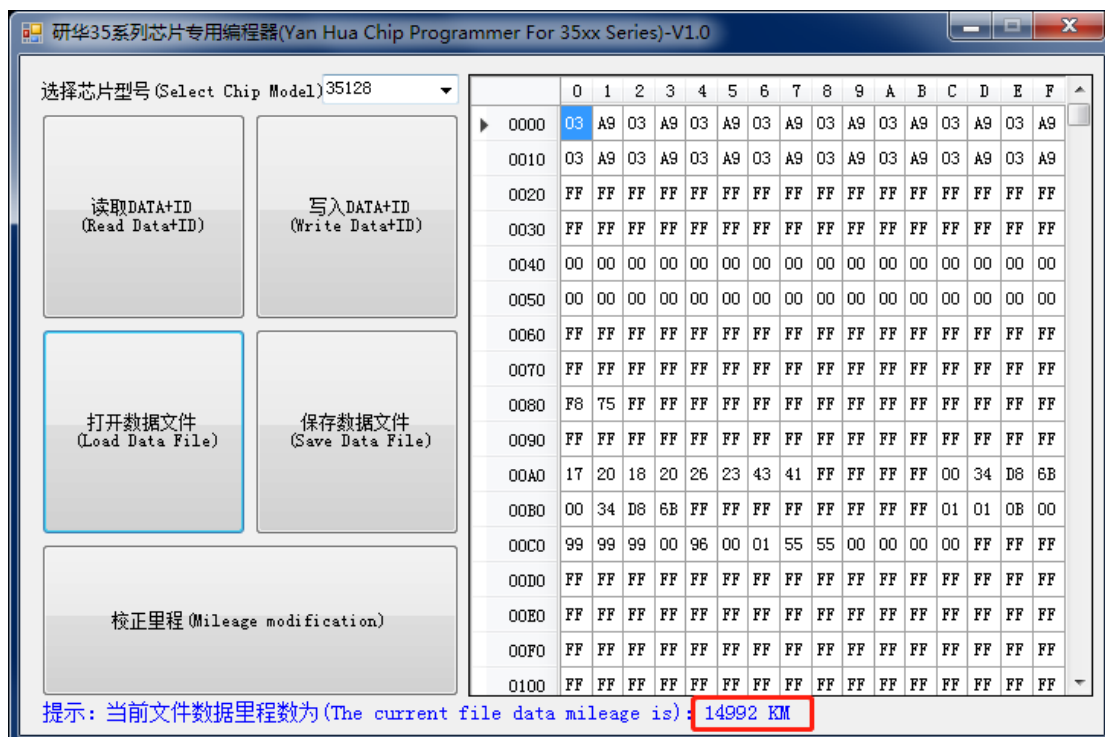 研华35系列芯片专用编程器(Yan Hua Chip Programmer For 35xx Series)-V1.0
选择芯片型号(Select Chip Model) 35128
读取DATA+ID
(Read Data+ID)
写入DATA+ID
(Write Data+ID)
打开数据文件
(Load Data File)
保存数据文件
(Save Data File)
校正里程(Mileage modification)
0 1 2 3 4 5 6 7 8 9 A B C D E F
0000 03 A9 03 A9 03 A9 03 A9 03 A9 03 A9 03 A9 03 A9
0010 03 A9 03 A9 03 A9 03 A9 03 A9 03 A9 03 A9 03 A9
0020 FF FF FF FF FF FF FF FF FF FF FF FF FF FF FF FF
0030 FF FF FF FF FF FF FF FF FF FF FF FF FF FF FF FF
0040 00 00 00 00 00 00 00 00 00 00 00 00 00 00 00 00
0050 00 00 00 00 00 00 00 00 00 00 00 00 00 00 00 00
0060 FF FF FF FF FF FF FF FF FF FF FF FF FF FF FF FF
0070 FF FF FF FF FF FF FF FF FF FF FF FF FF FF FF FF
0080 F8 75 FF FF FF FF FF FF FF FF FF FF FF FF FF FF
0090 FF FF FF FF FF FF FF FF FF FF FF FF FF FF FF FF
00A0 17 20 18 20 26 23 43 41 FF FF FF FF 00 34 D8 6B
00B0 00 34 D8 6B FF FF FF FF FF FF FF FF 01 01 0B 00
00C0 99 99 99 00 96 00 01 55 55 00 00 00 00 FF FF FF
00D0 FF FF FF FF FF FF FF FF FF FF FF FF FF FF FF FF
00E0 FF FF FF FF FF FF FF FF FF FF FF FF FF FF FF FF
00F0 FF FF FF FF FF FF FF FF FF FF FF FF FF FF FF FF
0100 FF FF FF FF FF FF FF FF FF FF FF FF FF FF FF FF
提示：当前文件数据里程数为(The current file data mileage is)：14992 KM